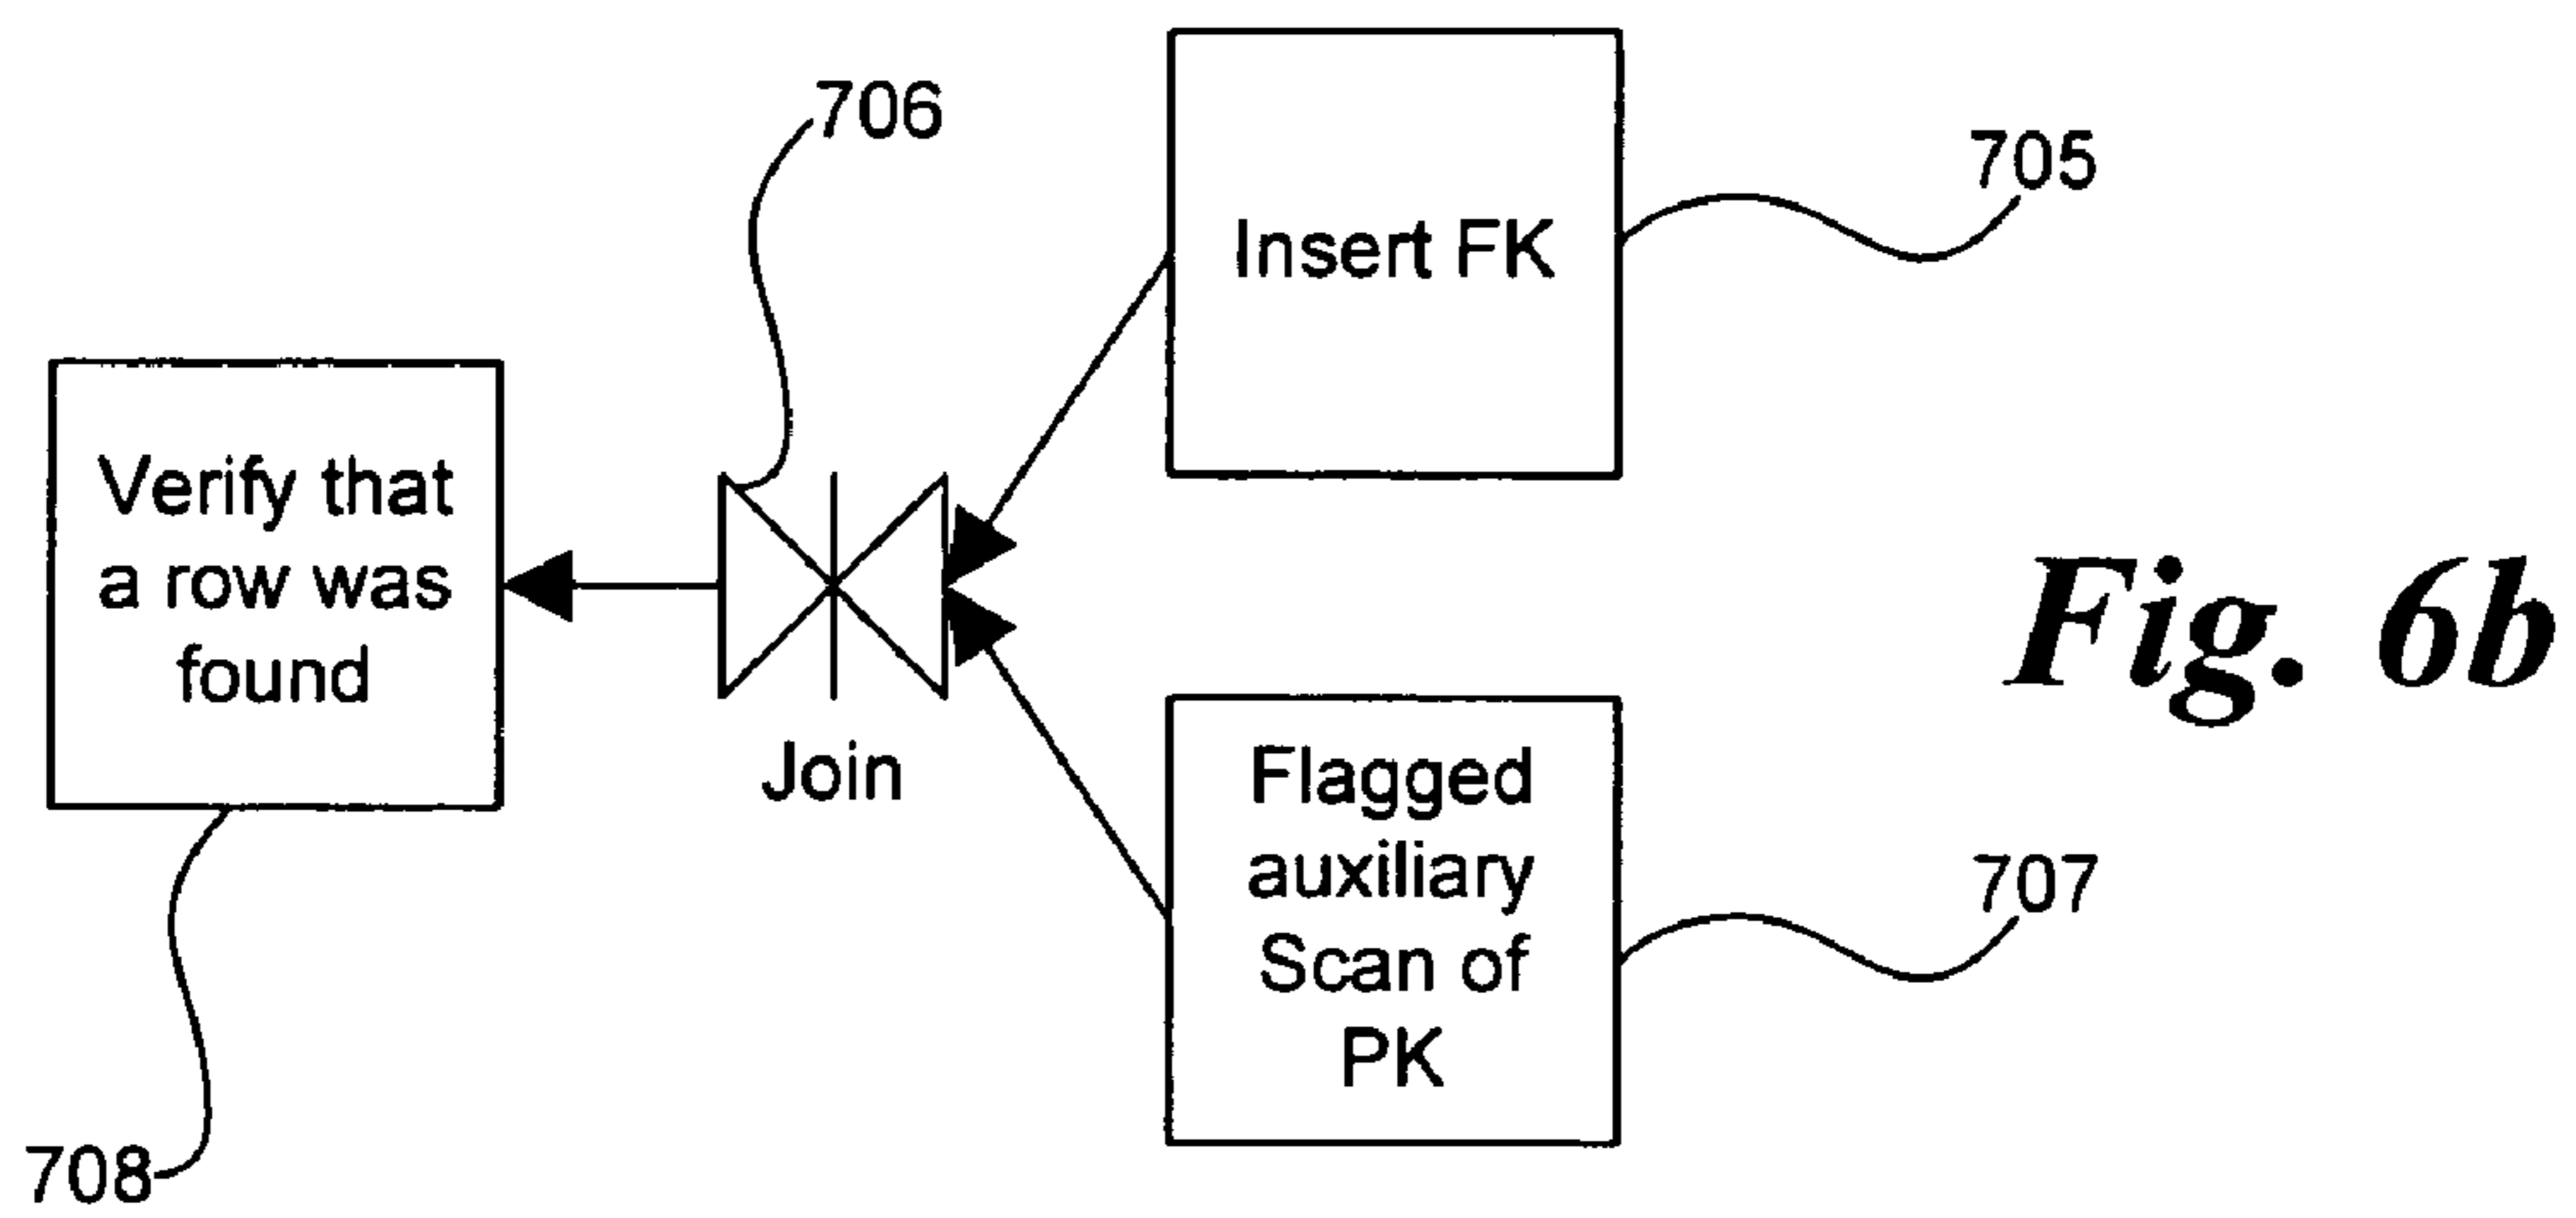 706
705
Insert FK
Verify that
a row was
found
Join
Fig. 6b
Flagged
auxiliary
Scan of
PK
707
708